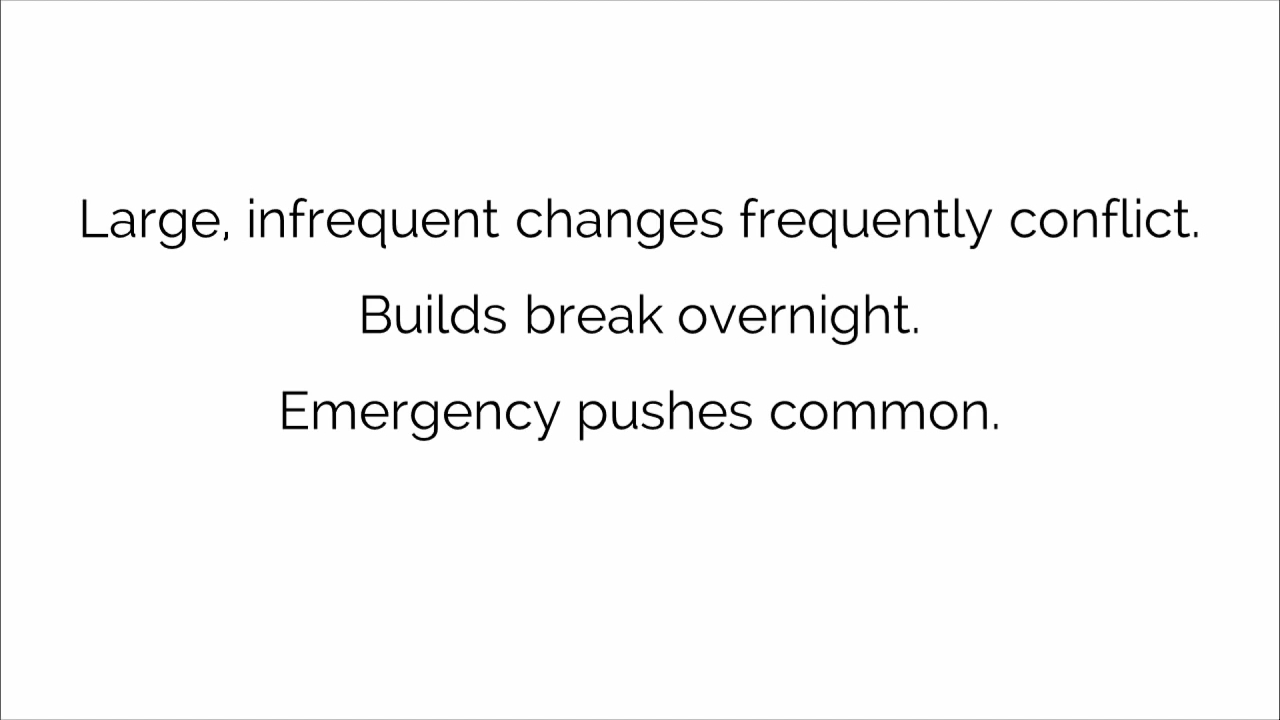 Large, infrequent changes frequently conflict.
Builds break overnight.
Emergency pushes common.